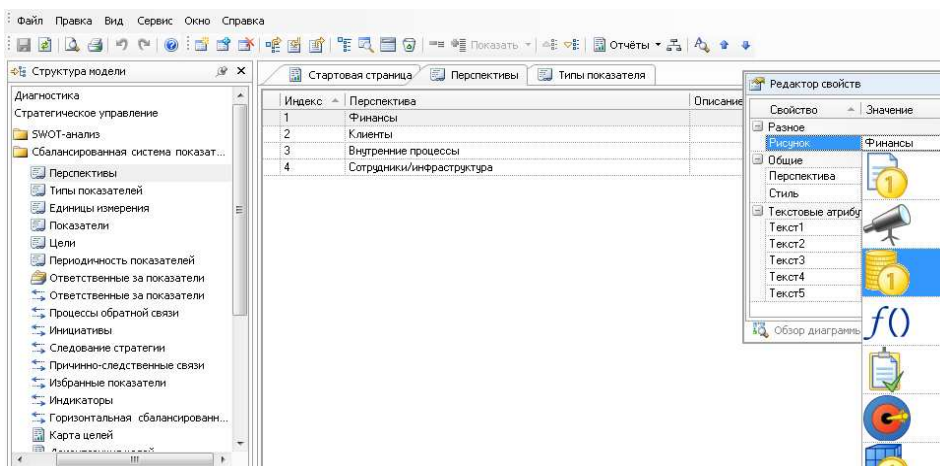 Файл Правка Вид Сервис Окно Справка
Показать Отчёты
Структура модели
Диагностика
Стратегическое управление
SWOT-анализ
Сбалансированная система показат...
Перспективы
Типы показателей
Единицы измерения
Показатели
Цели
Периодичность показателей
Ответственные за показатели
Ответственные за показатели
Процессы обратной связи
Инициативы
Следование стратегии
Причинно-следственные связи
Избранные показатели
Индикаторы
Горизонтальная сбалансированн...
Карта целей
Стартовая страница Перспективы Типы показателя
Индекс Перспектива Описание
1 Финансы
2 Клиенты
3 Внутренние процессы
4 Сотрудники/инфраструктура
Редактор свойств
Свойство Значение
Разное
Рисунок Финансы
Общие
Перспектива
Стиль
Текстовые атрибу
Текст1
Текст2
Текст3
Текст4
Текст5
Обзор диаграммы
1
1
f()